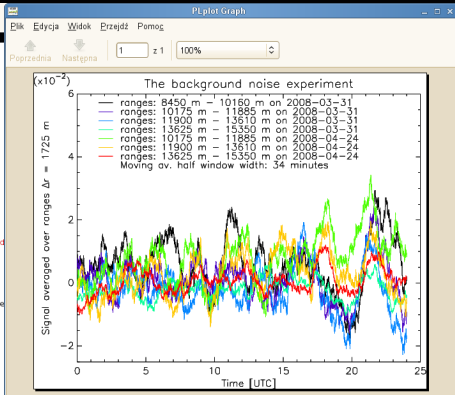 PLplot Graph
Plik Edycja Widok Przejdź Pomoc
Poprzednia Następna 1 z 1 100%
(x10⁻²)
The background noise experiment
ranges: 8450 m - 10160 m on 2008-03-31
ranges: 10175 m - 11885 m on 2008-03-31
ranges: 11900 m - 13610 m on 2008-03-31
ranges: 13625 m - 15350 m on 2008-03-31
ranges: 10175 m - 11885 m on 2008-04-24
ranges: 11900 m - 13610 m on 2008-04-24
ranges: 13625 m - 15350 m on 2008-04-24
Moving av. half window width: 34 minutes
Signal averaged over ranges Δr = 1725 m
6
4
2
0
-2
0 5 10 15 20 25
Time [UTC]
d
e